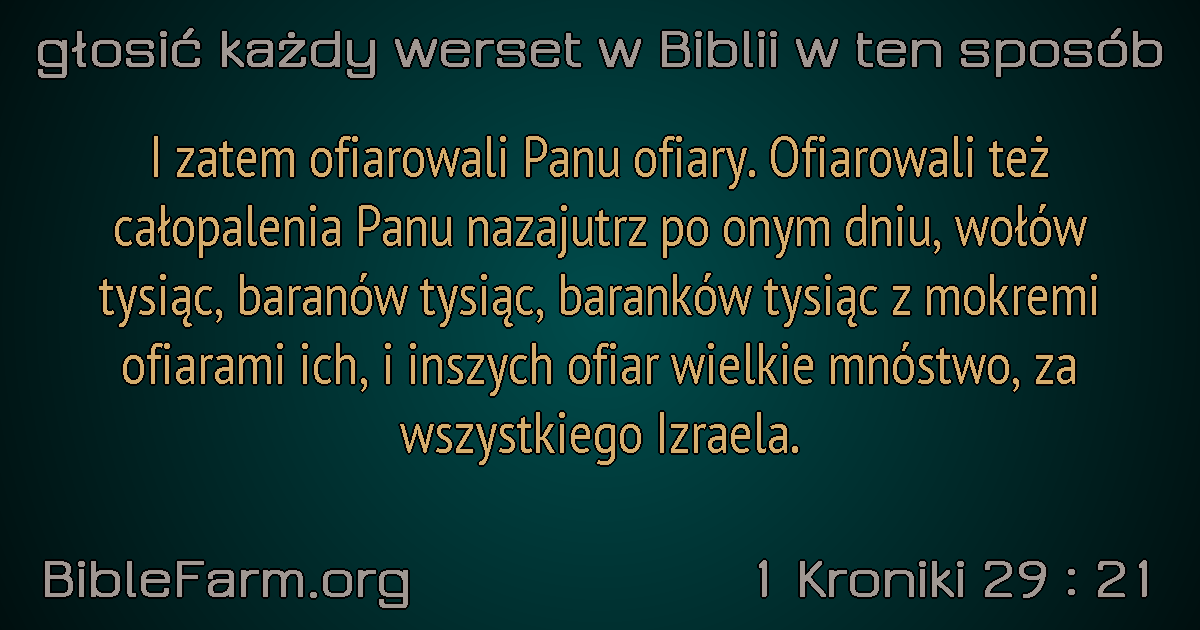 głosić każdy werset w Biblii w ten sposób
I zatem ofiarowali Panu ofiary. Ofiarowali też
całopalenia Panu nazajutrz po onym dniu, wołów
tysiąc, baranów tysiąc, baranków tysiąc z mokremi
ofiarami ich, i inszych ofiar wielkie mnóstwo, za
wszystkiego Izraela.
BibleFarm.org
1 Kroniki 29 : 21